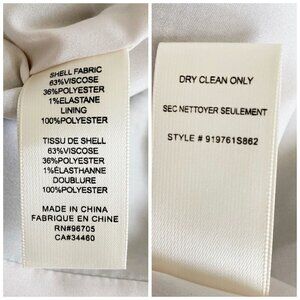 SHELL FABRIC
63%VISCOSE
36%POLYESTER
1%ELASTANE
LINING
100%POLYESTER
TISSU DE SHELL
63%VISCOSE
36%POLYESTER
1%ÉLASTHANNE
DOUBLURE
100%POLYESTER
MADE IN CHINA
FABRIQUE EN CHINE
RN#96705
CA#34460
DRY CLEAN ONLY
SEC NETTOYER SEULEMENT
STYLE # 919761S862